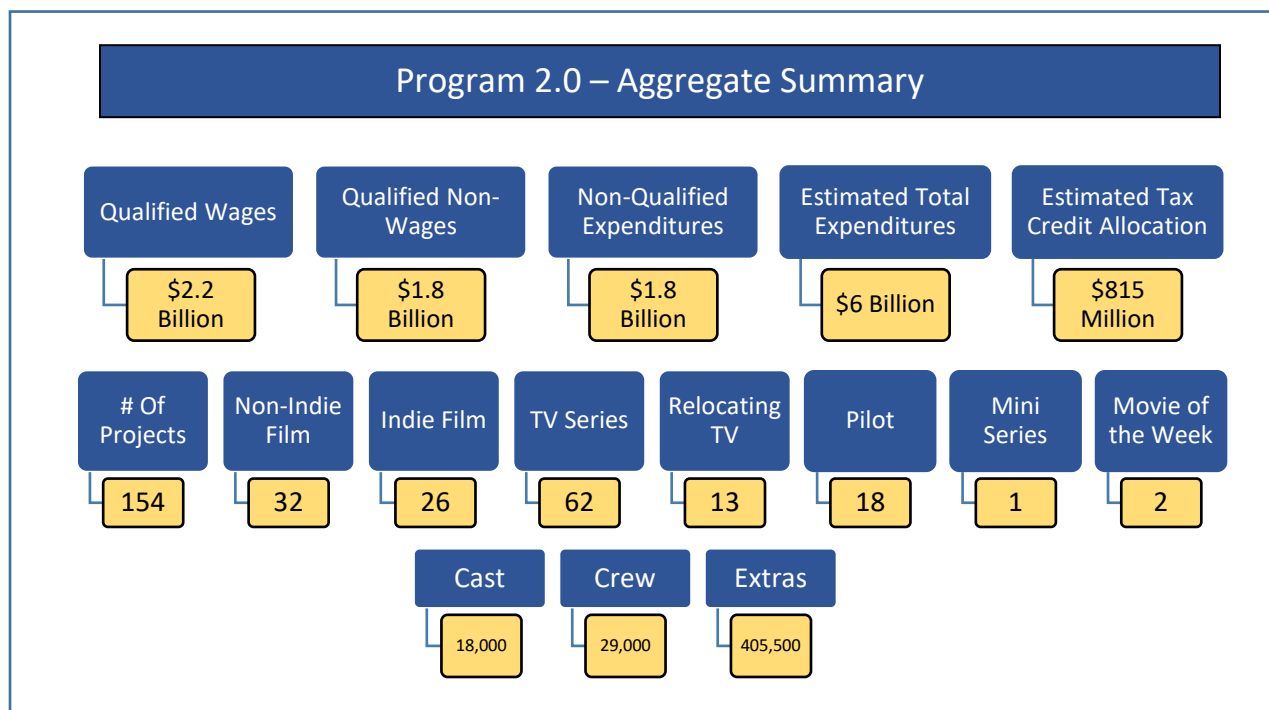 Program 2.0 – Aggregate Summary
Qualified Wages
$2.2
Billion
Qualified Non-
Wages
$1.8
Billion
Non-Qualified
Expenditures
$1.8
Billion
Estimated Total
Expenditures
$6 Billion
Estimated Tax
Credit Allocation
$815
Million
# Of
Projects
154
Non-Indie
Film
32
Indie Film
26
TV Series
62
Relocating
TV
13
Pilot
18
Mini
Series
1
Movie of
the Week
2
Cast
18,000
Crew
29,000
Extras
405,500